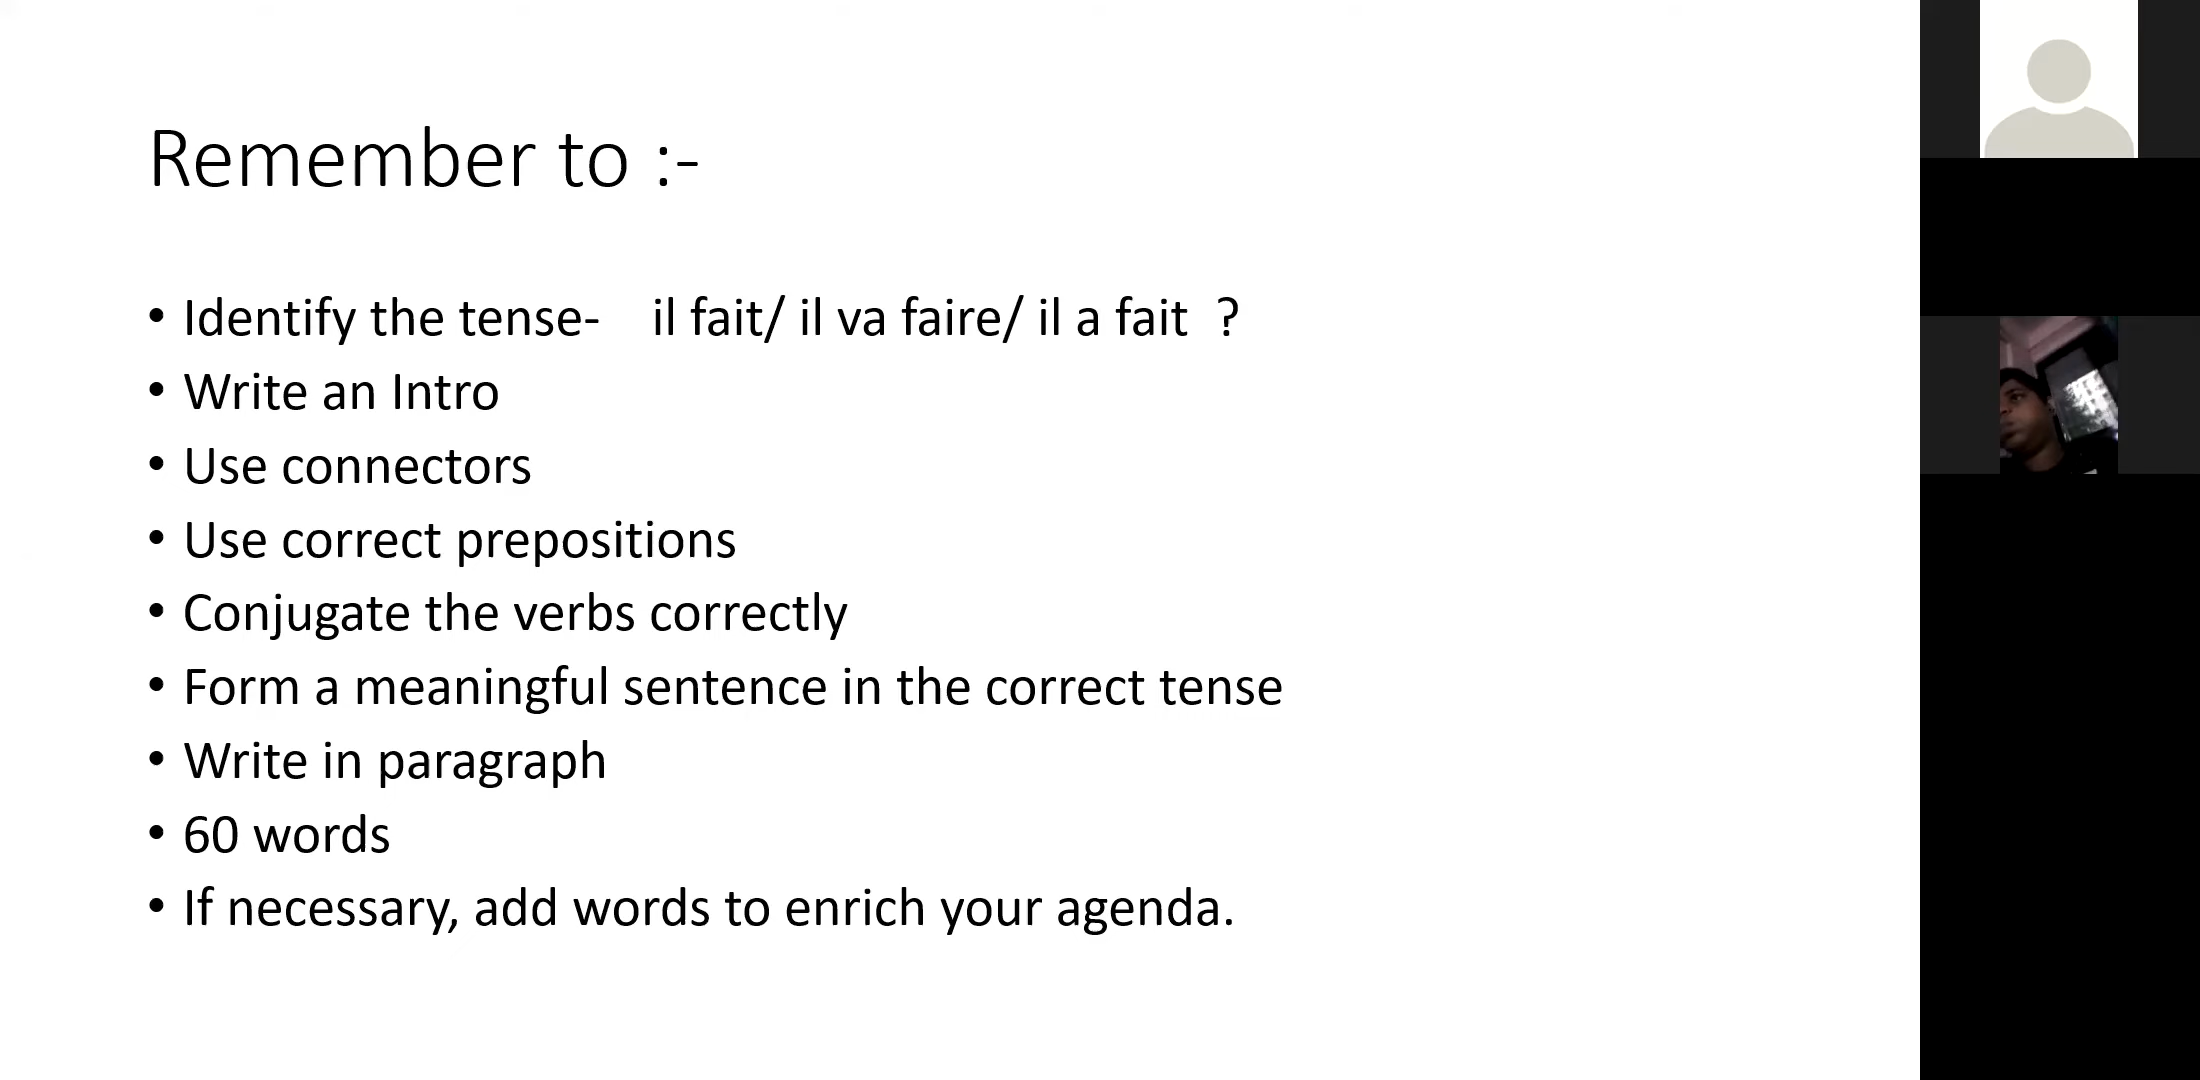 Remember to :-
• Identify the tense- il fait/ il va faire/ il a fait ?
• Write an Intro
• Use connectors
• Use correct prepositions
• Conjugate the verbs correctly
• Form a meaningful sentence in the correct tense
• Write in paragraph
• 60 words
• If necessary, add words to enrich your agenda.